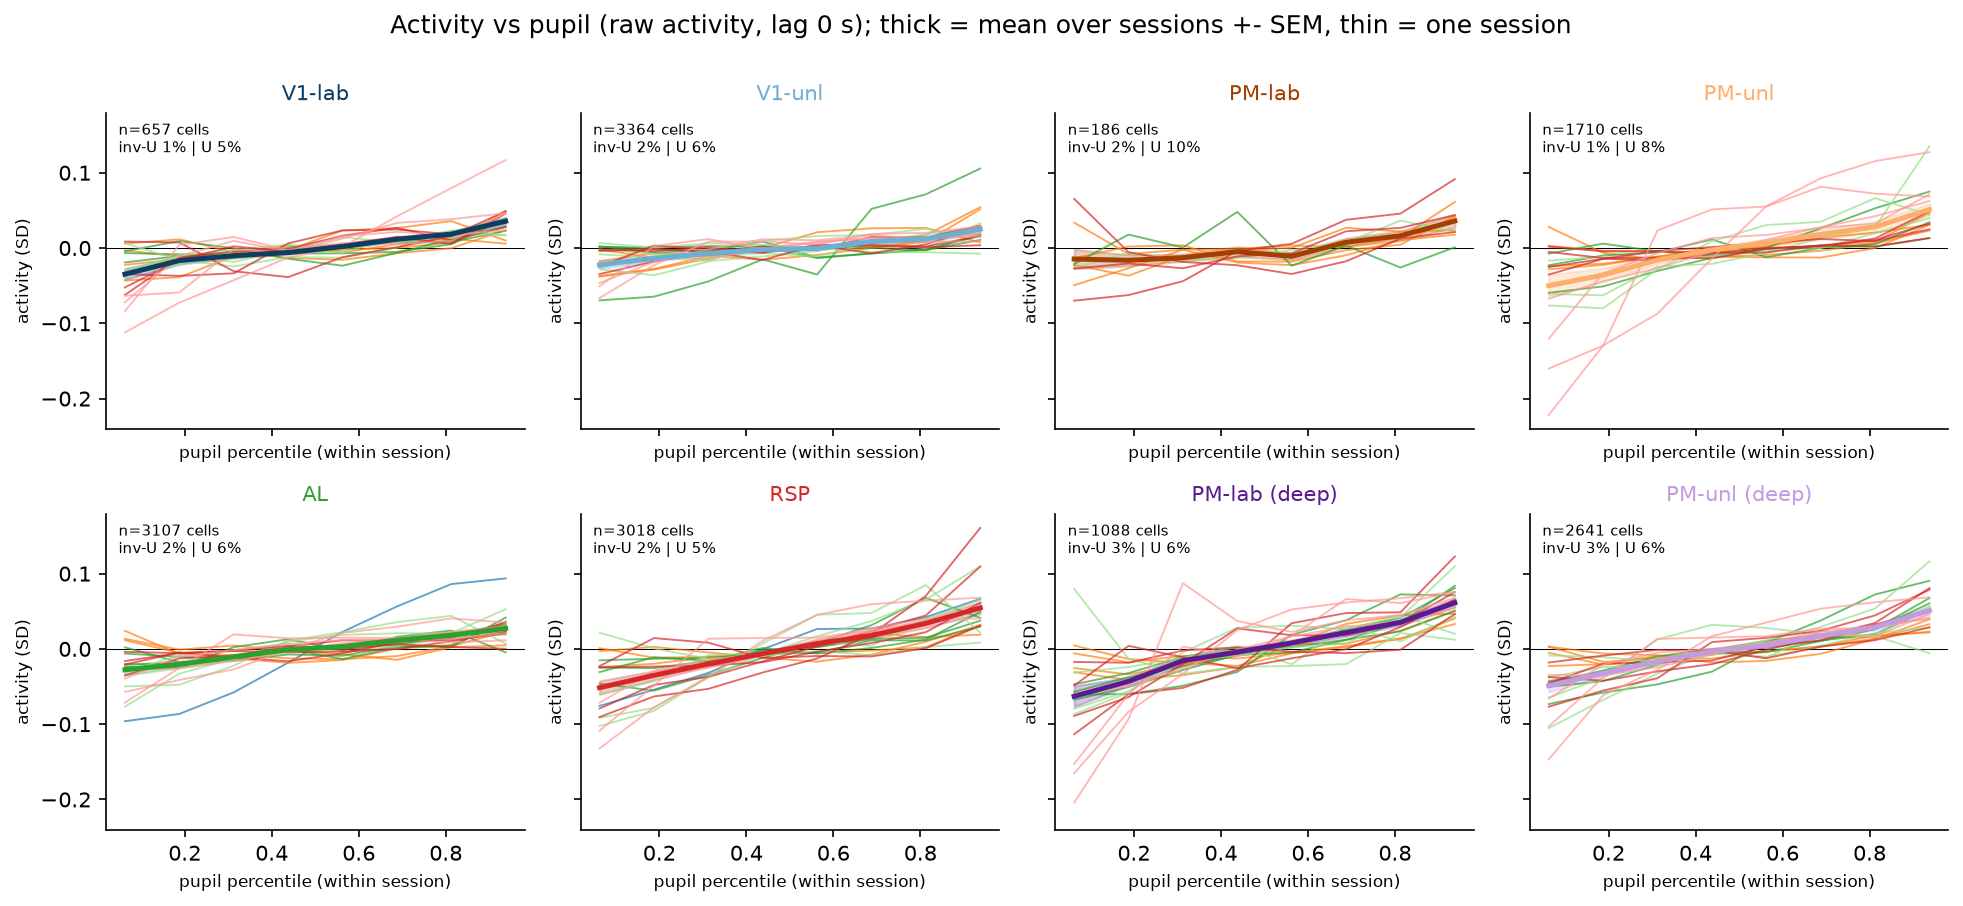 Activity vs pupil (raw activity, lag 0 s); thick = mean over sessions +- SEM, thin = one session
V1-lab
n=657 cells
inv-U 1% | U 5%
0.1
0.0
−0.1
−0.2
activity (SD)
pupil percentile (within session)
V1-unl
n=3364 cells
inv-U 2% | U 6%
activity (SD)
pupil percentile (within session)
PM-lab
n=186 cells
inv-U 2% | U 10%
activity (SD)
pupil percentile (within session)
PM-unl
n=1710 cells
inv-U 1% | U 8%
activity (SD)
pupil percentile (within session)
AL
n=3107 cells
inv-U 2% | U 6%
0.1
0.0
−0.1
−0.2
activity (SD)
0.2 0.4 0.6 0.8
pupil percentile (within session)
RSP
n=3018 cells
inv-U 2% | U 5%
activity (SD)
0.2 0.4 0.6 0.8
pupil percentile (within session)
PM-lab (deep)
n=1088 cells
inv-U 3% | U 6%
activity (SD)
0.2 0.4 0.6 0.8
pupil percentile (within session)
PM-unl (deep)
n=2641 cells
inv-U 3% | U 6%
activity (SD)
0.2 0.4 0.6 0.8
pupil percentile (within session)